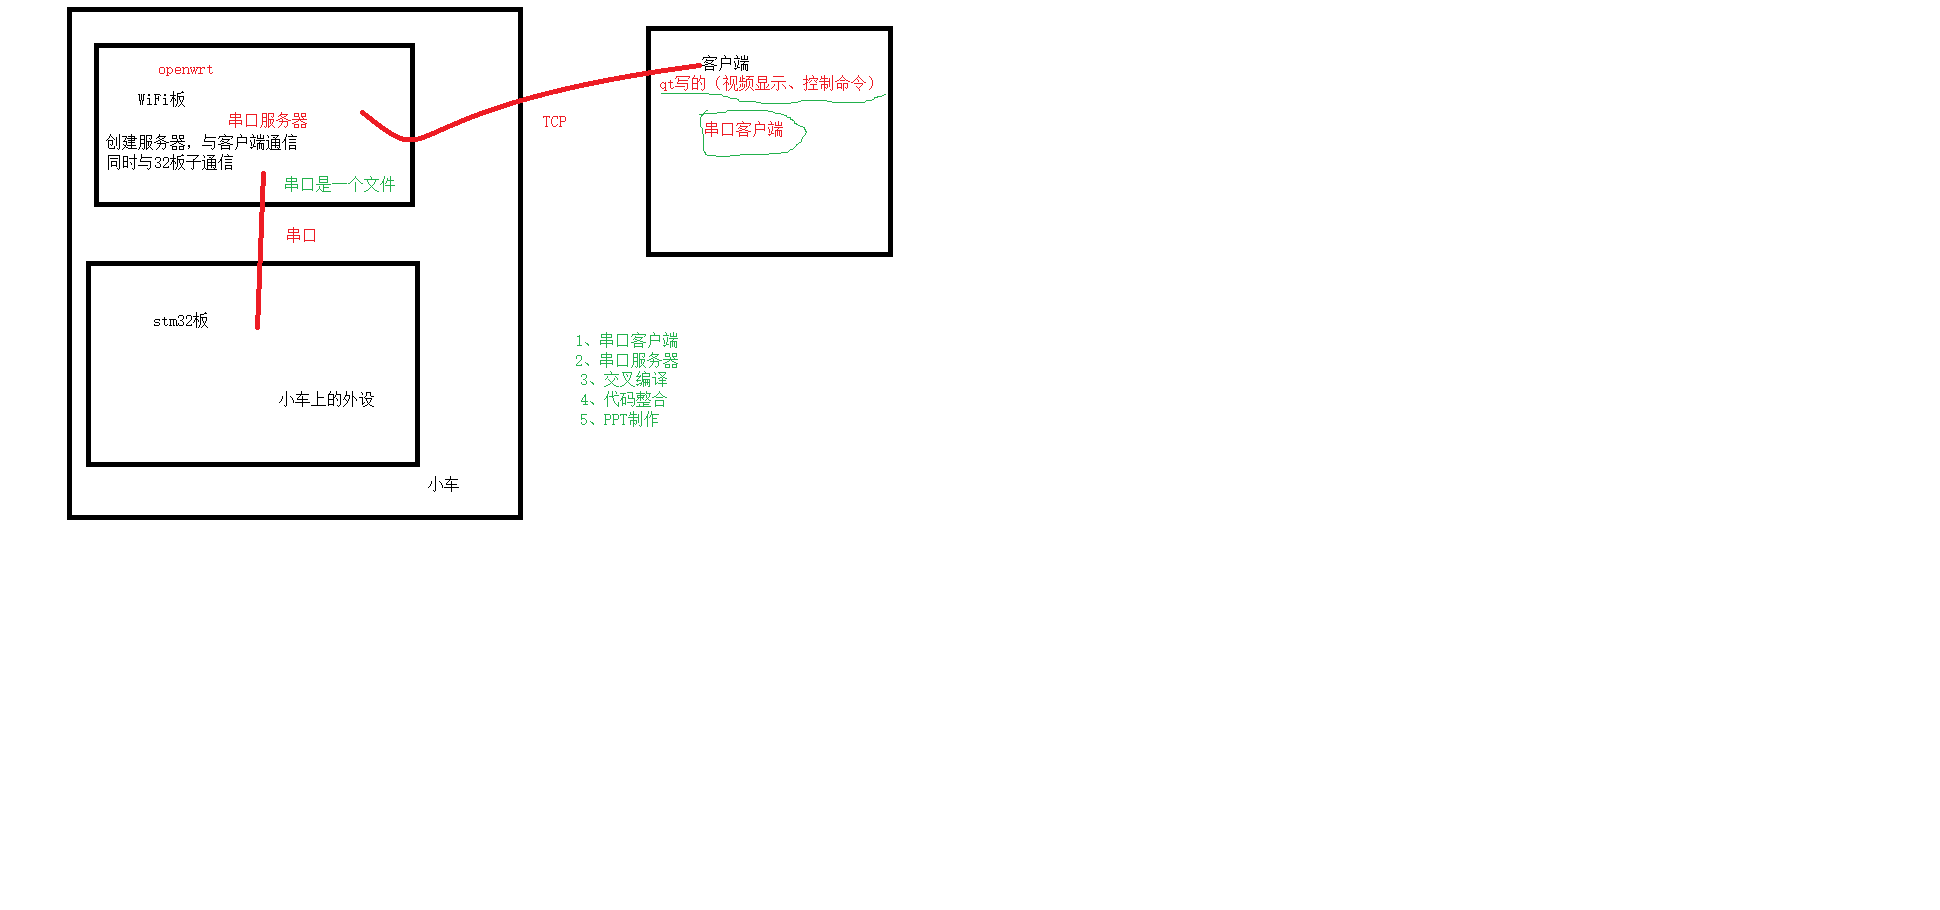 openwrt
WiFi板
串口服务器
创建服务器，与客户端通信
同时与32板子通信
串口是一个文件
串口
stm32板
小车上的外设
小车
TCP
客户端
qt写的（视频显示、控制命令）
串口客户端
1、串口客户端
2、串口服务器
3、交叉编译
4、代码整合
5、PPT制作